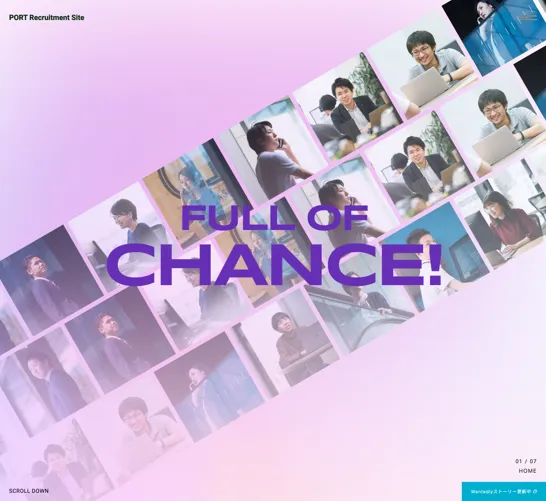 PORT Recruitment Site
FULL OF
CHANCE!
01 / 07
HOME
SCROLL DOWN
Wantedlyストーリー更新中